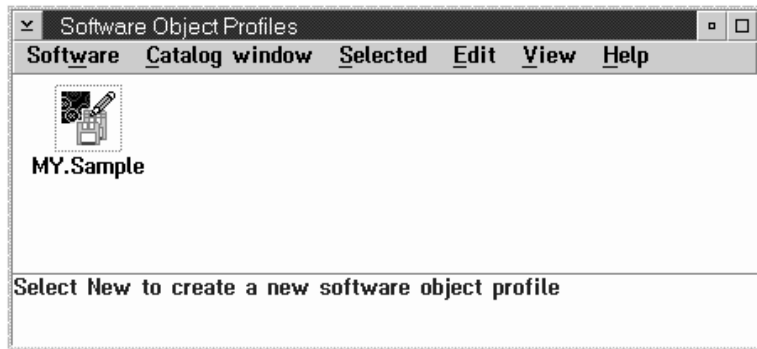 Software Object Profiles
Software Catalog window Selected Edit View Help
MY.Sample
Select New to create a new software object profile